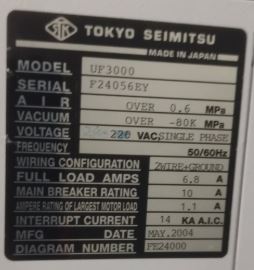 STK TOKYO SEIMITSU
MADE IN JAPAN
MODEL UF3000
SERIAL F24056EY
AIR OVER 0.6 MPa
VACUUM OVER -80K MPa
VOLTAGE 220 VAC, SINGLE PHASE
FREQUENCY 50/60Hz
WIRING CONFIGURATION 2WIRE+GROUND
FULL LOAD AMPS 6.8 A
MAIN BREAKER RATING 10 A
AMPERE RATING OF LARGEST MOTOR LOAD 1.1 A
INTERRUPT CURRENT 14 KA A.I.C.
MFG DATE MAY.2004
DIAGRAM NUMBER FE24000